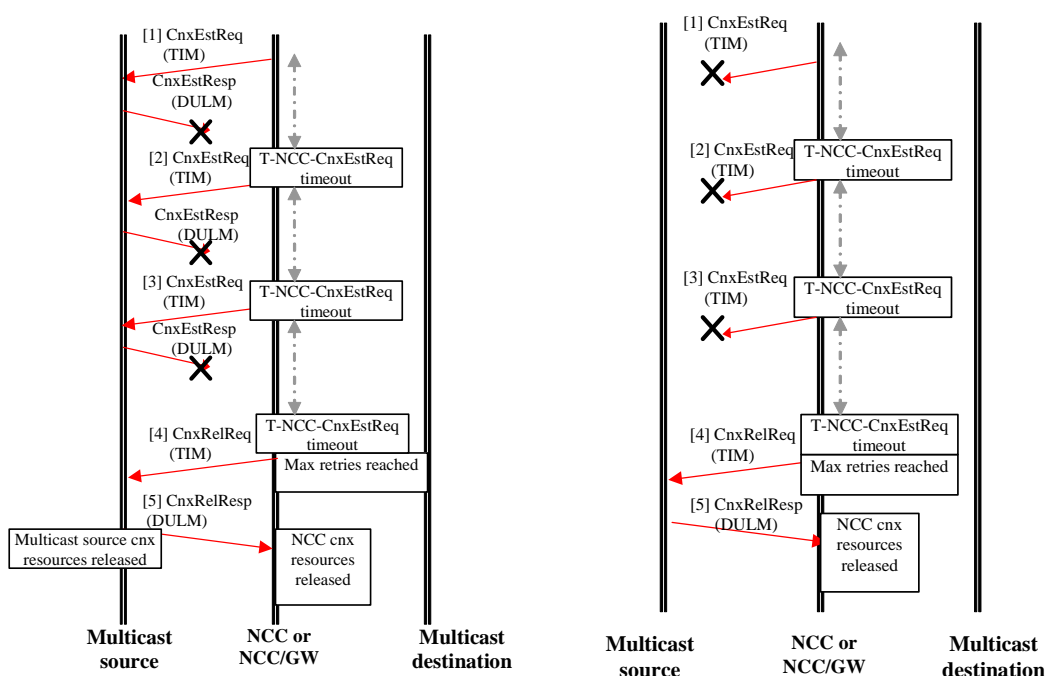 [1] CnxEstReq
(TIM)
CnxEstResp
(DULM)
[2] CnxEstReq
(TIM)
T-NCC-CnxEstReq
timeout
CnxEstResp
(DULM)
[3] CnxEstReq
(TIM)
T-NCC-CnxEstReq
timeout
CnxEstResp
(DULM)
[4] CnxRelReq
(TIM)
T-NCC-CnxEstReq
timeout
Max retries reached
[5] CnxRelResp
(DULM)
Multicast source cnx
resources released
NCC cnx
resources
released
Multicast
source
NCC or
NCC/GW
Multicast
destination
[1] CnxEstReq
(TIM)
[2] CnxEstReq
(TIM)
T-NCC-CnxEstReq
timeout
[3] CnxEstReq
(TIM)
T-NCC-CnxEstReq
timeout
[4] CnxRelReq
(TIM)
T-NCC-CnxEstReq
timeout
Max retries reached
[5] CnxRelResp
(DULM)
NCC cnx
resources
released
Multicast
source
NCC or
NCC/GW
Multicast
destination